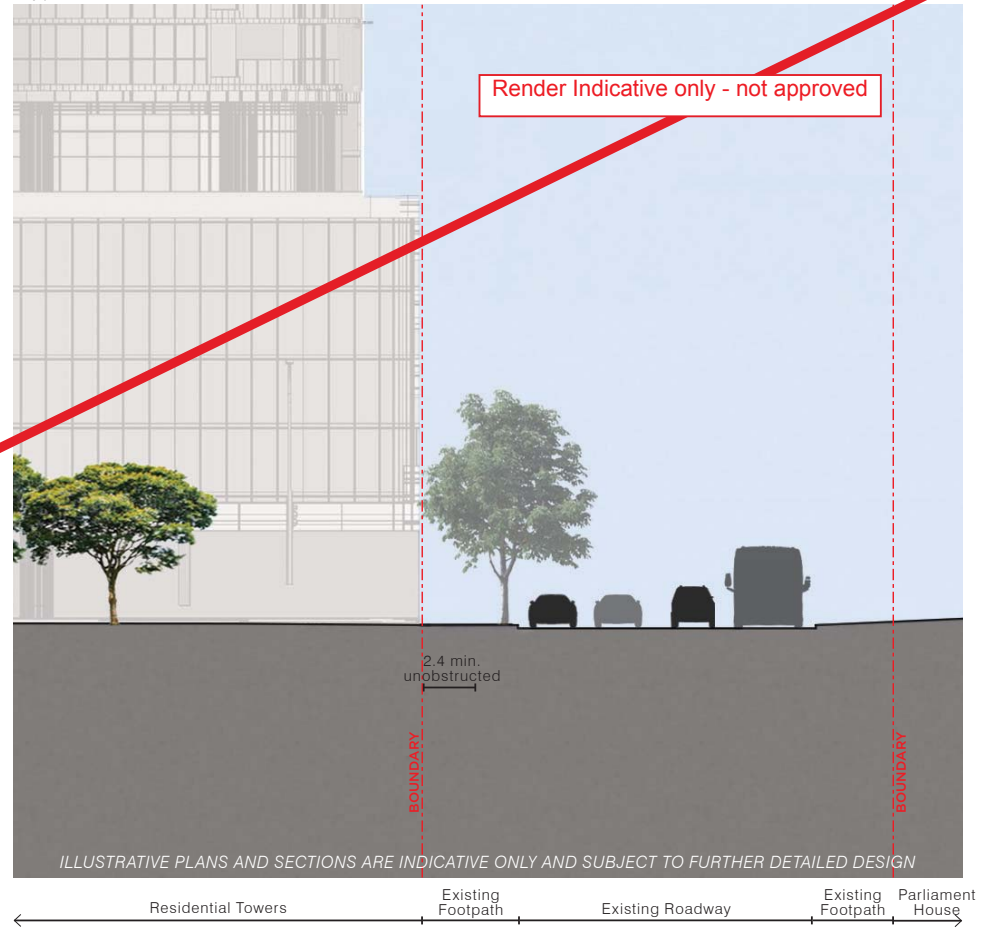 Render Indicative only - not approved
2.4 min.
unobstructed
BOUNDARY
BOUNDARY
ILLUSTRATIVE PLANS AND SECTIONS ARE INDICATIVE ONLY AND SUBJECT TO FURTHER DETAILED DESIGN
Residential Towers
Existing
Footpath
Existing Roadway
Existing
Footpath
Parliament
House